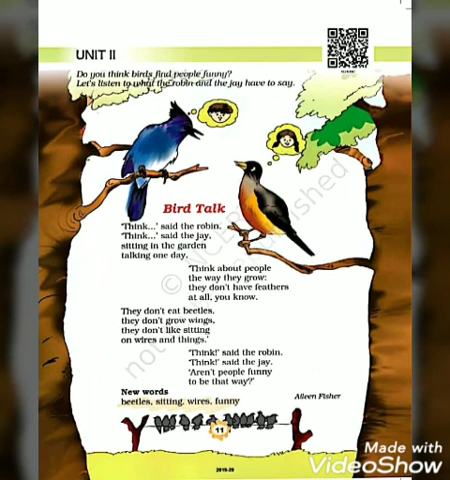 UNIT II
Do you think birds find people funny?
Let's listen to what the robin and the jay have to say.
Bird Talk
'Think...' said the robin.
'Think...' said the jay,
sitting in the garden
talking one day.
'Think about people
the way they grow:
they don't have feathers
at all, you know.
They don't eat beetles,
they don't grow wings,
they don't like sitting
on wires and things.'
'Think!' said the robin.
'Think!' said the jay.
'Aren't people funny
to be that way?'
New words
beetles, sitting, wires, funny
Aileen Fisher
11
2019-20
Made with
VideoShow